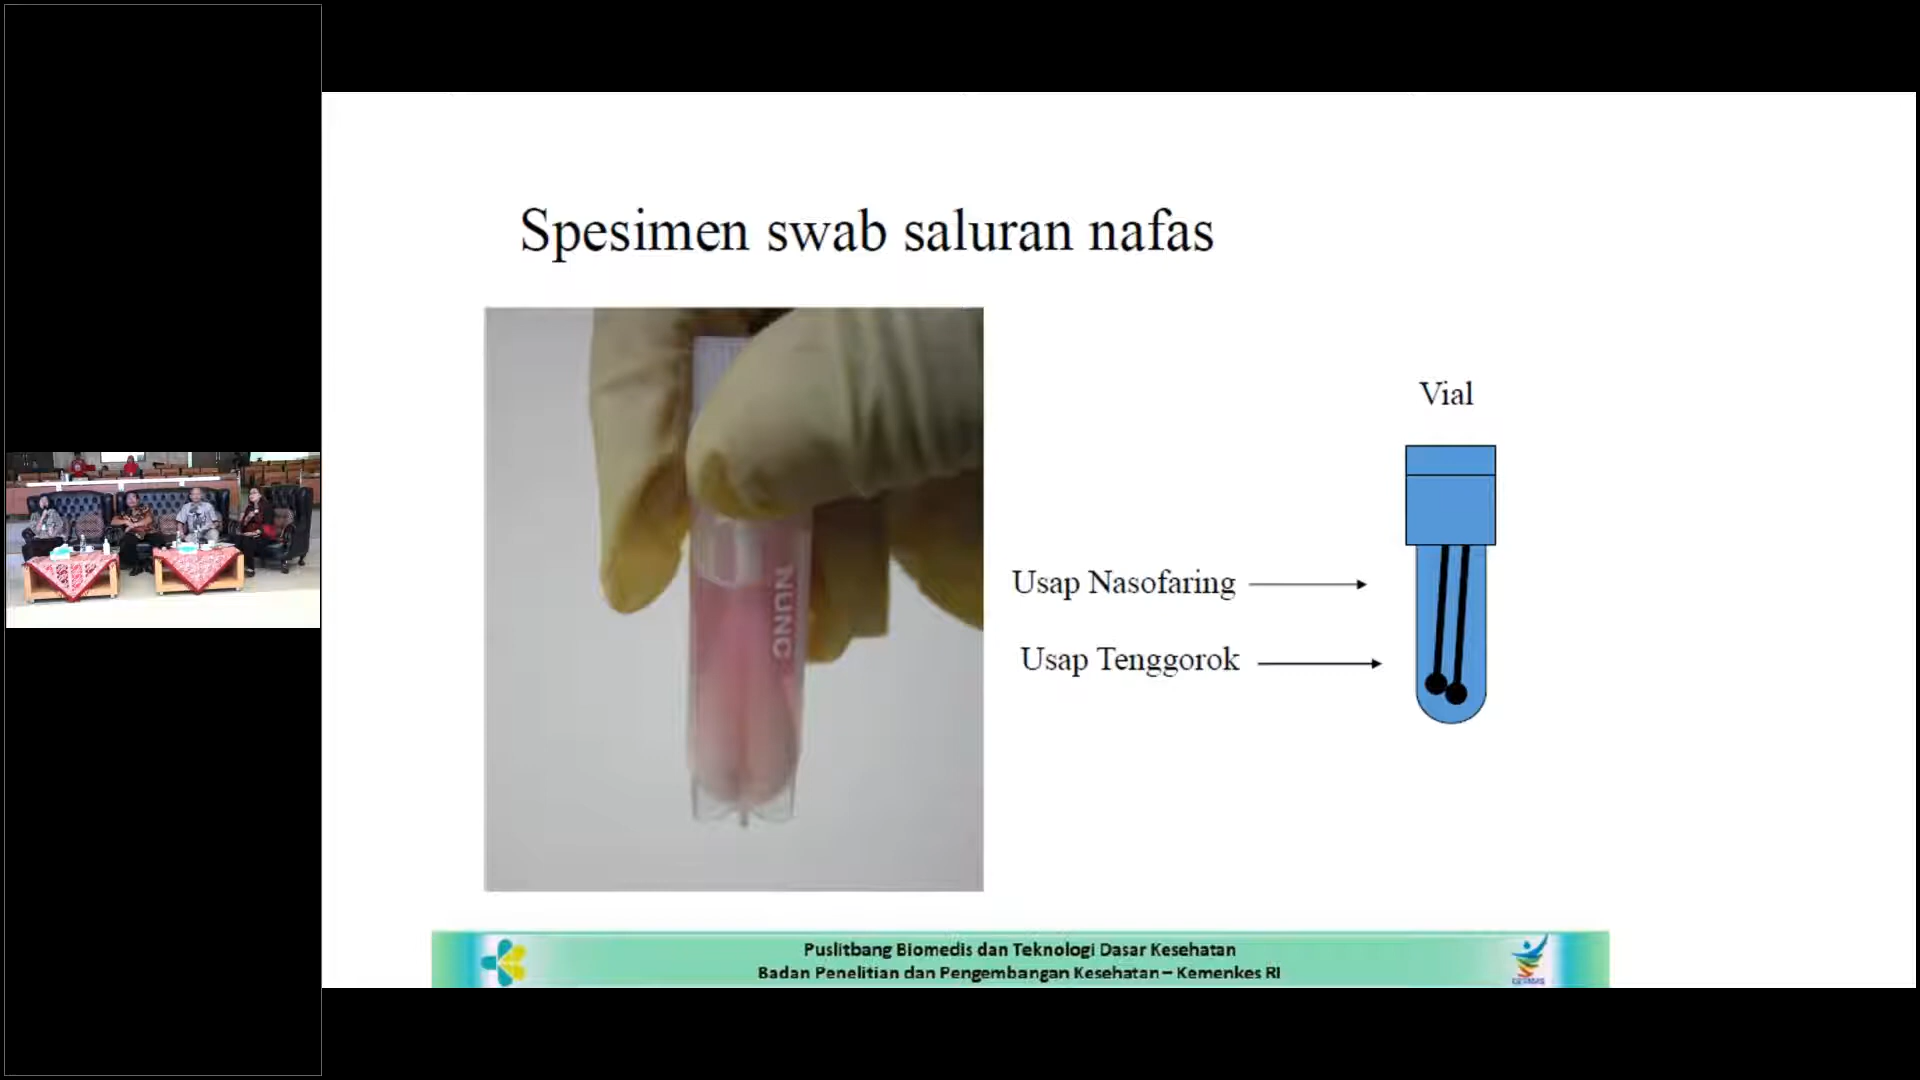 Spesimen swab saluran nafas
NUNC
Vial
Usap Nasofaring
Usap Tenggorok
Puslitbang Biomedis dan Teknologi Dasar Kesehatan
Badan Penelitian dan Pengembangan Kesehatan – Kemenkes RI
GERMAS